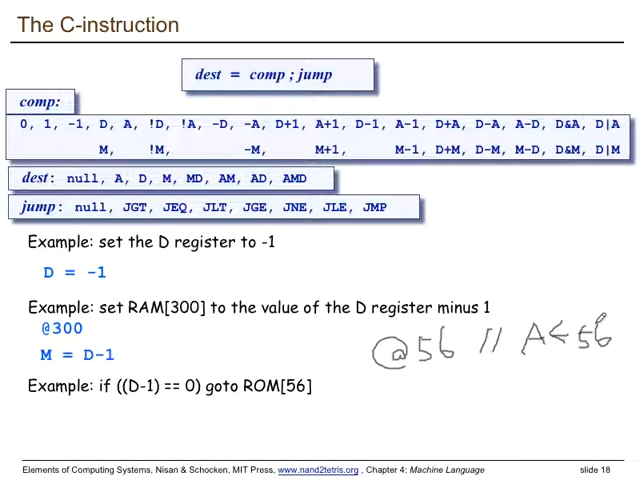 The C-instruction
dest = comp ; jump
comp:
0, 1, -1, D, A, !D, !A, -D, -A, D+1, A+1, D-1, A-1, D+A, D-A, A-D, D&A, D|A
M, !M, -M, M+1, M-1, D+M, D-M, M-D, D&M, D|M
dest: null, A, D, M, MD, AM, AD, AMD
jump: null, JGT, JEQ, JLT, JGE, JNE, JLE, JMP
Example: set the D register to -1
D = -1
Example: set RAM[300] to the value of the D register minus 1
@300
M = D-1
@56 // A<56
Example: if ((D-1) == 0) goto ROM[56]
Elements of Computing Systems, Nisan & Schocken, MIT Press, www.nand2tetris.org , Chapter 4: Machine Language
slide 18